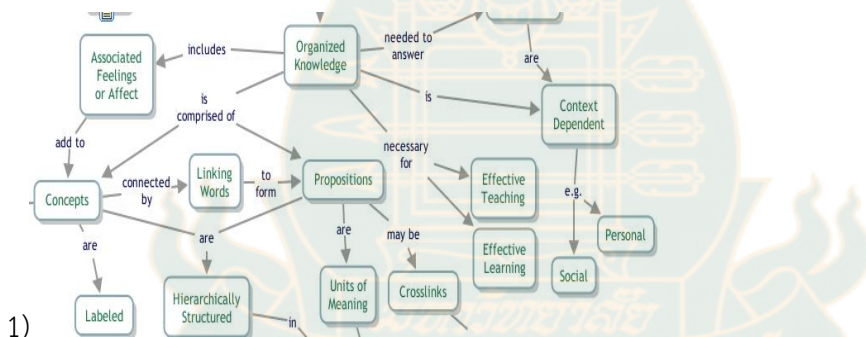 Associated
Feelings
or Affect
includes
Organized
Knowledge
needed to
answer
are
is
Context
Dependent
is
comprised of
add to
necessary
for
Concepts
connected
by
Linking
Words
to
form
Propositions
Effective
Teaching
e.g.
Personal
are
are
are
may be
Effective
Learning
Social
Labeled
Hierarchically
Structured
in
Units of
Meaning
Crosslinks
1)